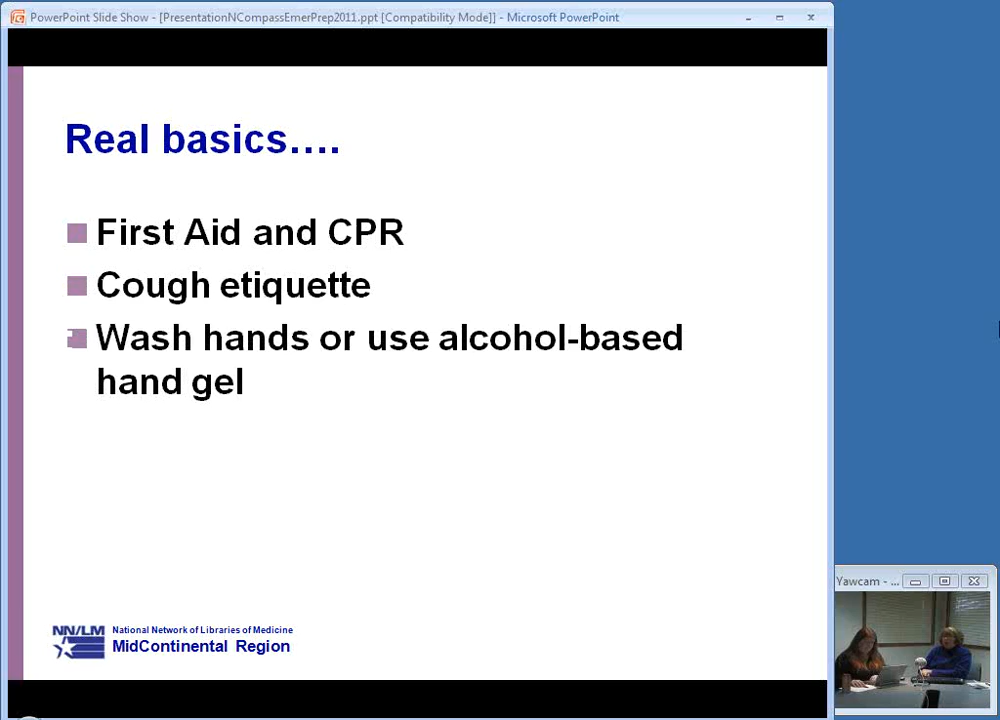 PowerPoint Slide Show - [PresentationNCompassEmerPrep2011.ppt [Compatibility Mode]] - Microsoft PowerPoint
Real basics....
First Aid and CPR
Cough etiquette
Wash hands or use alcohol-based
hand gel
Yawcam - ...
NN/LM
National Network of Libraries of Medicine
MidContinental Region